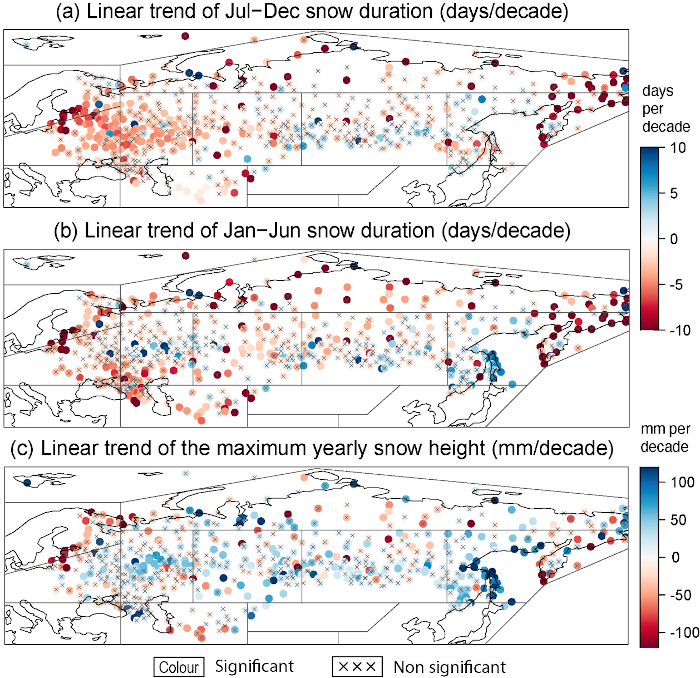 (a) Linear trend of Jul−Dec snow duration (days/decade)
days
per
decade
10
5
0
-5
-10
(b) Linear trend of Jan−Jun snow duration (days/decade)
mm per
decade
(c) Linear trend of the maximum yearly snow height (mm/decade)
100
50
0
-50
-100
Colour Significant ××× Non significant